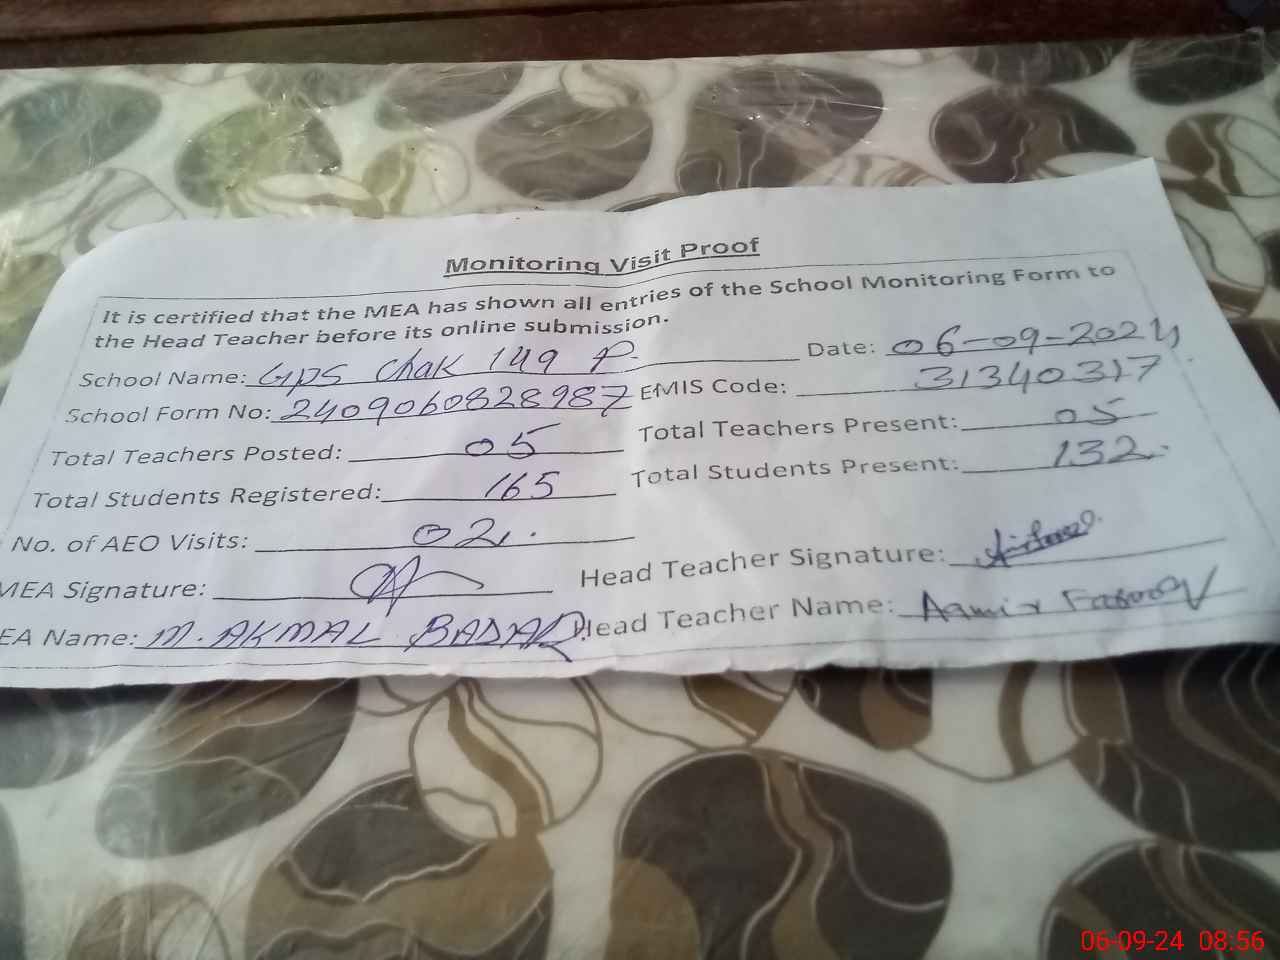 Monitoring Visit Proof
It is certified that the MEA has shown all entries of the School Monitoring Form to
the Head Teacher before its online submission.
School Name: GPS Chak 149 P. Date: 06-09-2024
School Form No: 2409060828987 EMIS Code: 31340317
Total Teachers Posted: 05 Total Teachers Present: 05
Total Students Registered: 165 Total Students Present: 132
No. of AEO Visits: 02
MEA Signature: Head Teacher Signature:
EA Name: M. AKMAL BADAR Head Teacher Name: Aamir Farooq
06-09-24 08:56